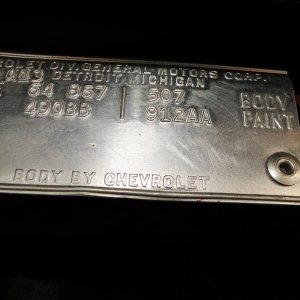 ROLET DIV. GENERAL MOTORS CORP.
DETROIT MICHIGAN
64 867 507 BODY
490BB 912AA PAINT
BODY BY CHEVROLET